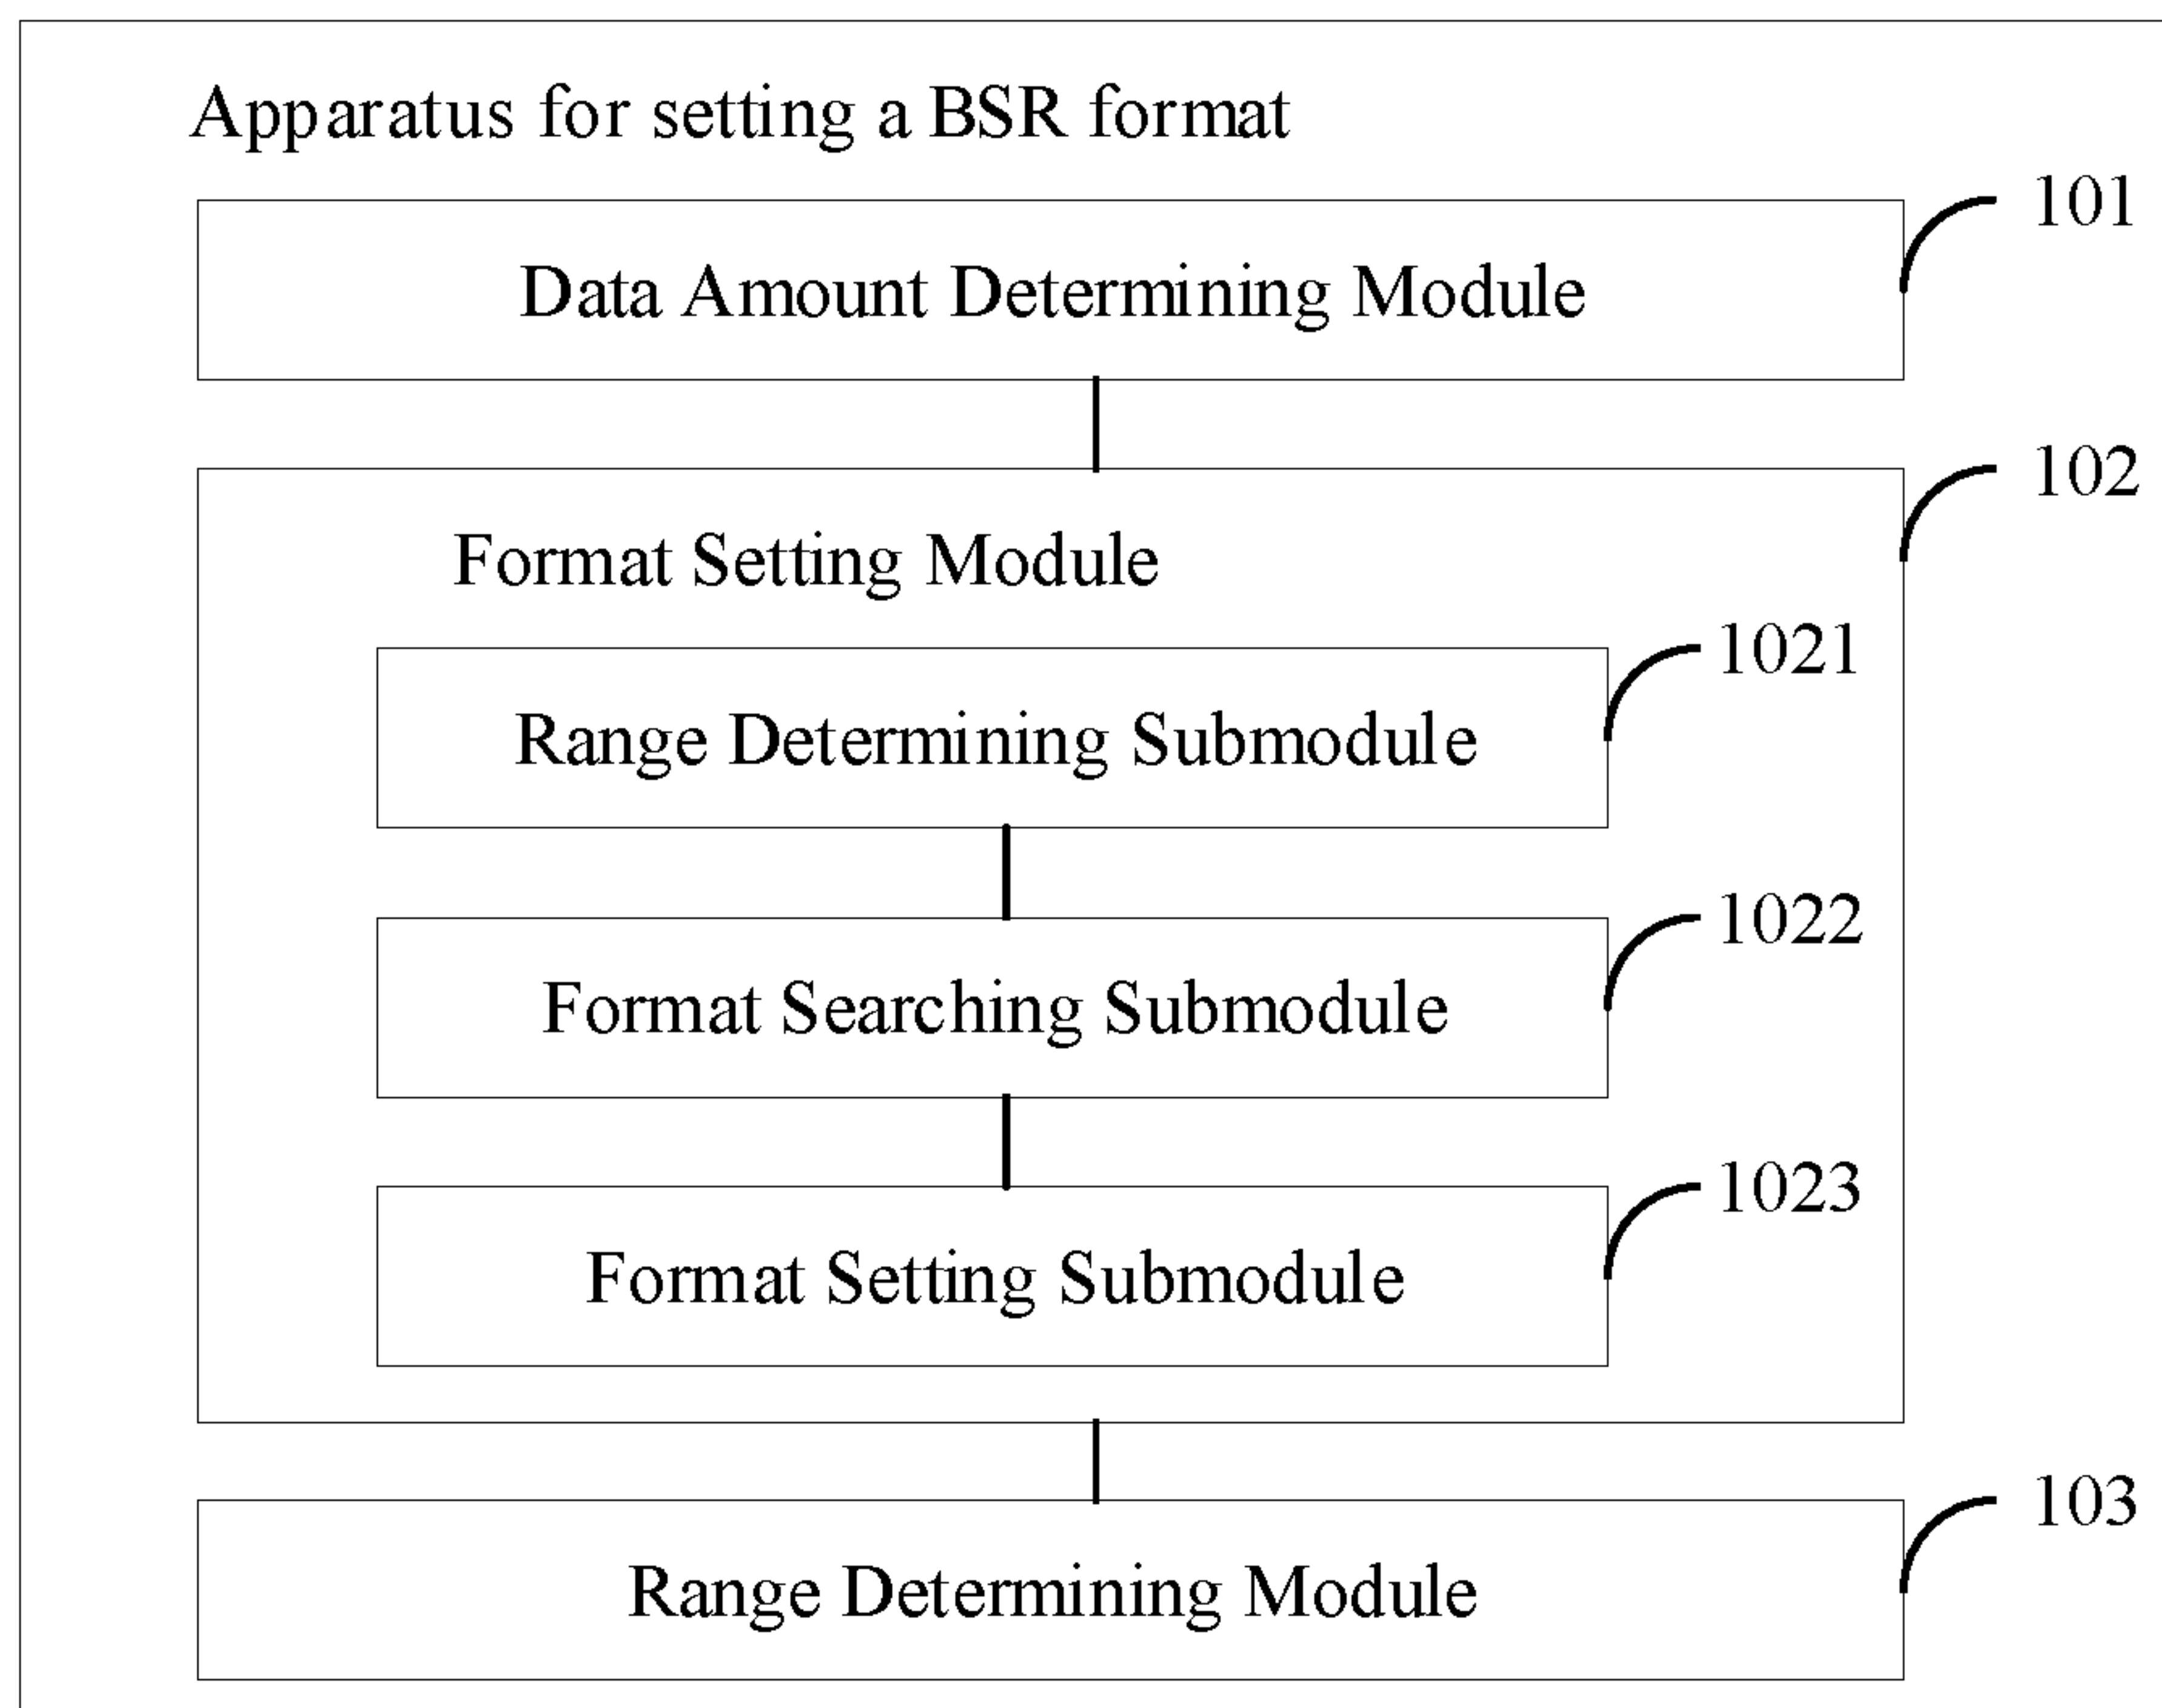 Apparatus for setting a BSR format
101
Data Amount Determining Module
102
Format Setting Module
1021
Range Determining Submodule
1022
Format Searching Submodule
1023
Format Setting Submodule
103
Range Determining Module